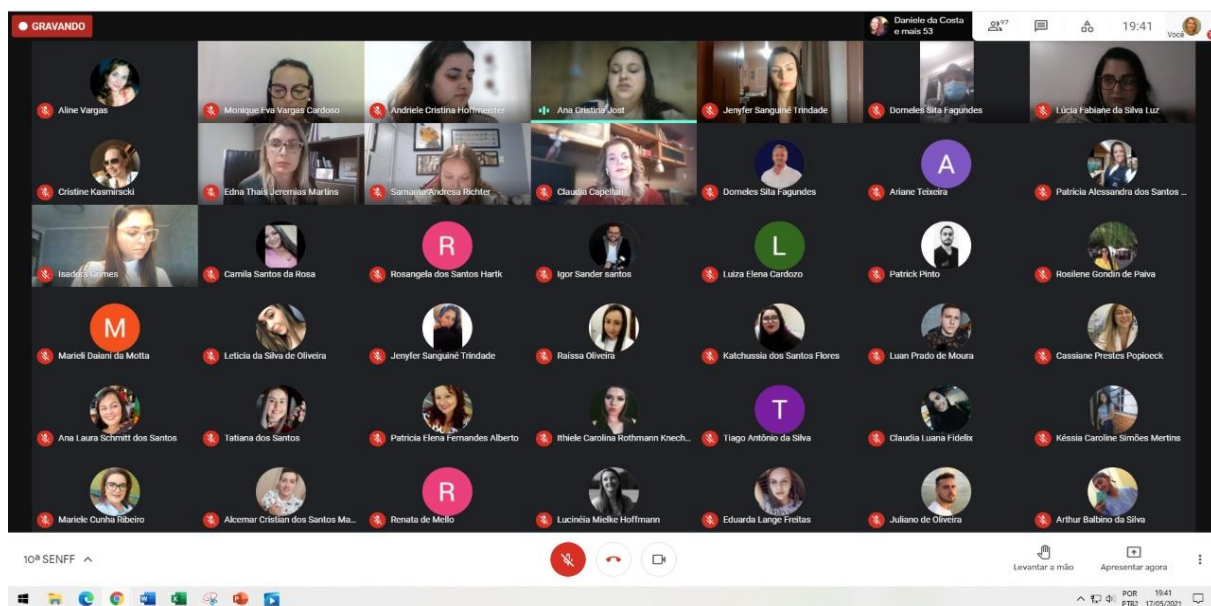 GRAVANDO
Daniele da Costa
e mais 53
97
19:41
Você
Aline Vargas
Monique Eva Vargas Cardoso
Andriele Cristina Hoffmeister
Ana Cristina Jost
Jenyfer Sanguiné Trindade
Dorneles Sita Fagundes
Lúcia Fabiane da Silva Luz
Cristine Kasmirscki
Edna Thais Jeremias Martins
Samanta Andresa Richter
Claudia Capellari
Dorneles Sita Fagundes
A
Ariane Teixeira
Patricia Alessandra dos Santos ...
Isadora Gomes
Camila Santos da Rosa
R
Rosangela dos Santos Hartk
Igor Sander santos
L
Luiza Elena Cardozo
Patrick Pinto
Rosilene Gondin de Paiva
M
Marieli Daiani da Motta
Leticia da Silva de Oliveira
Jenyfer Sanguiné Trindade
Raíssa Oliveira
Katchussia dos Santos Flores
Luan Prado de Moura
Cassiane Prestes Popioeck
Ana Laura Schmitt dos Santos
Tatiana dos Santos
Patricia Elena Fernandes Alberto
Ithiele Carolina Rothmann Knech...
T
Tiago Antônio da Silva
Claudia Luana Fidelix
Késsia Caroline Simões Mertins
Mariele Cunha Ribeiro
Alcemar Cristian dos Santos Ma...
R
Renata de Mello
Lucinéia Mielke Hoffmann
Eduarda Lange Freitas
Juliano de Oliveira
Arthur Balbino da Silva
10ª SENFF
Levantar a mão
Apresentar agora
POR
PTB2
19:41
17/05/2021